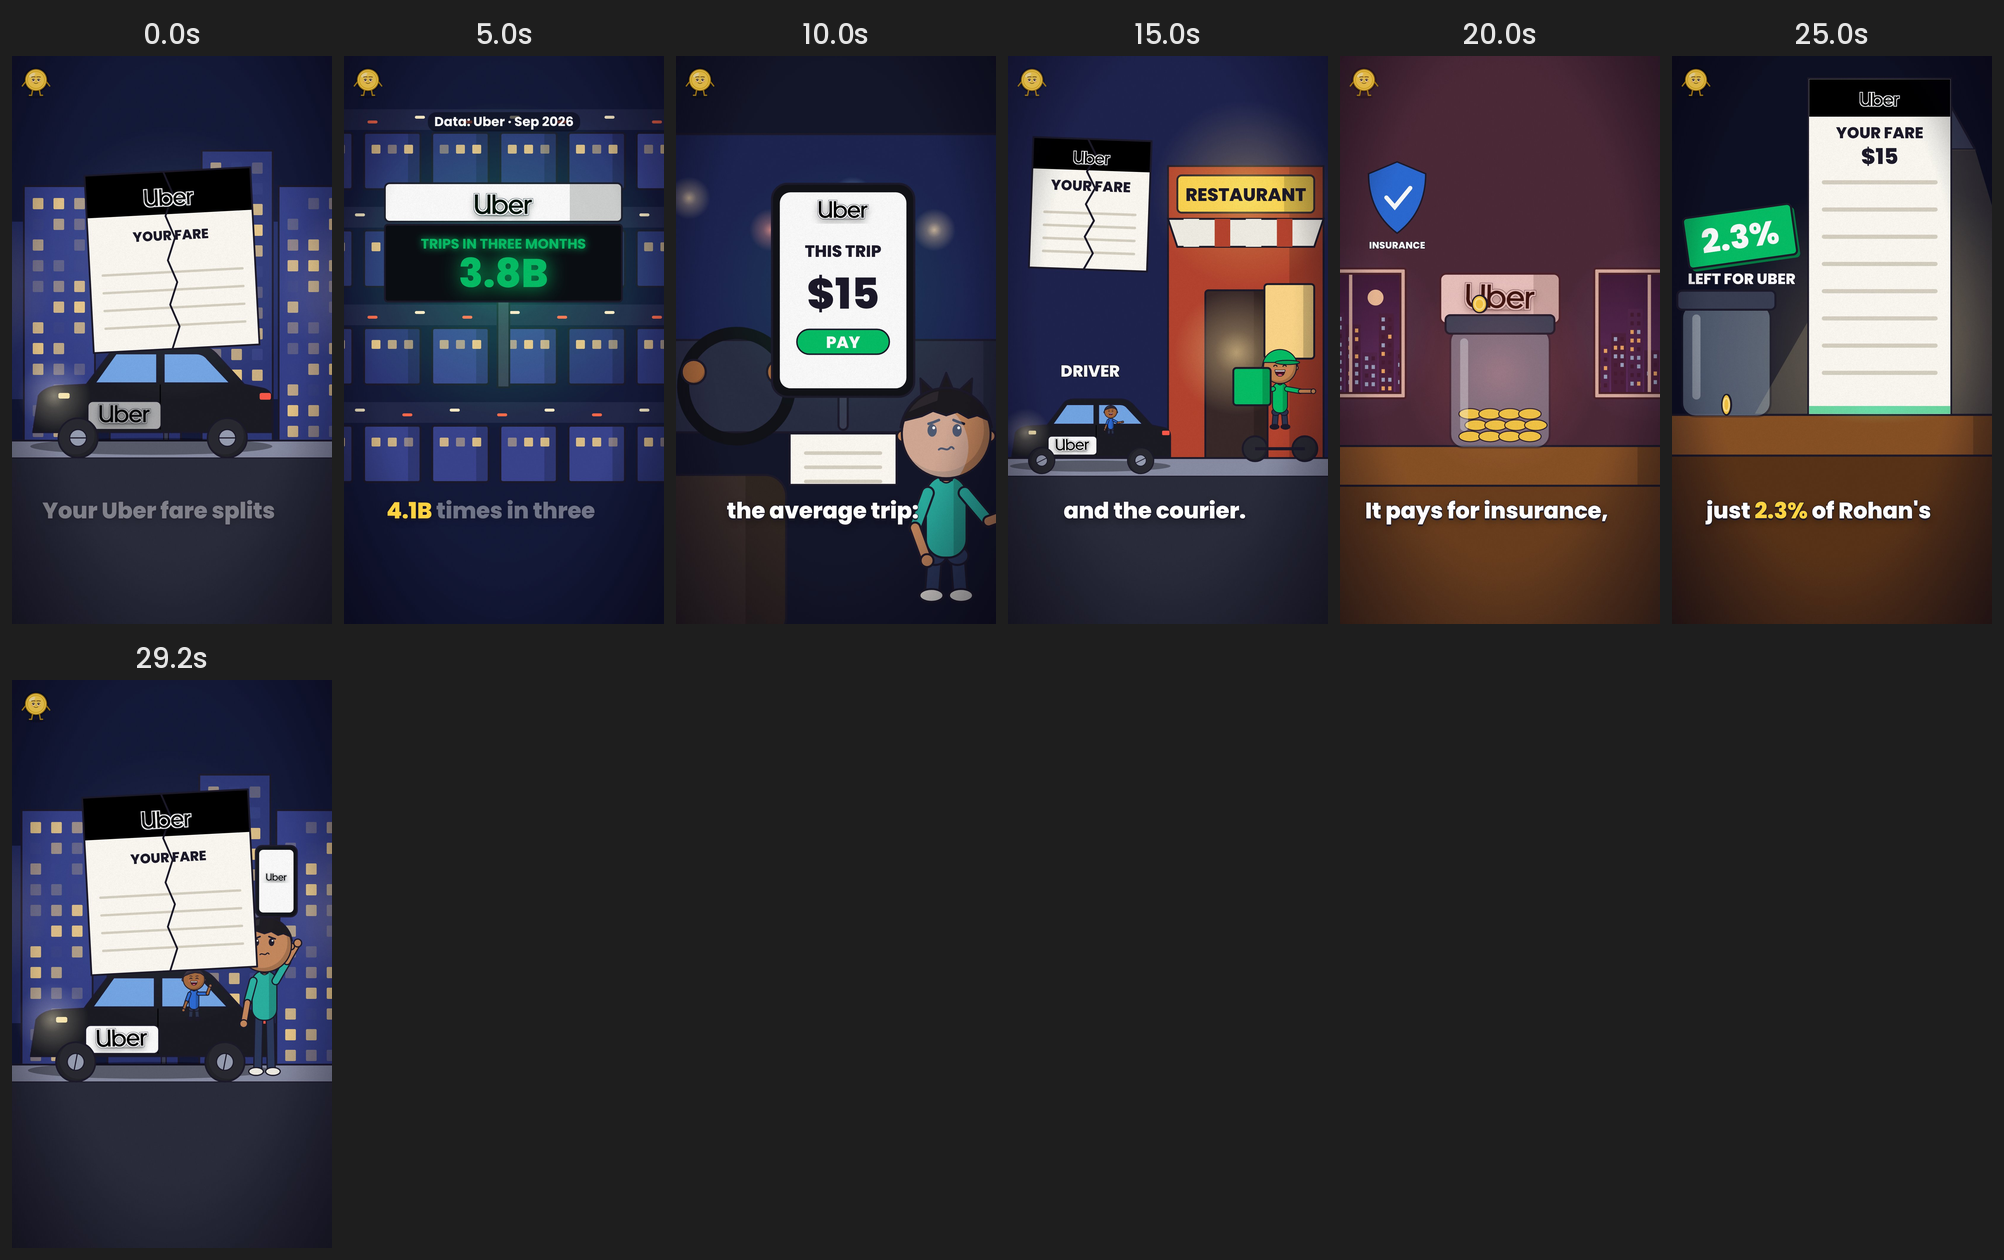 0.0s
Uber
YOUR FARE
Uber
Your Uber fare splits
5.0s
Data: Uber · Sep 2026
Uber
TRIPS IN THREE MONTHS
3.8B
4.1B times in three
10.0s
Uber
THIS TRIP
$15
PAY
the average trip:
15.0s
Uber
YOUR FARE
RESTAURANT
DRIVER
Uber
and the courier.
20.0s
INSURANCE
Uber
It pays for insurance,
25.0s
Uber
YOUR FARE
$15
2.3%
LEFT FOR UBER
just 2.3% of Rohan's
29.2s
Uber
YOUR FARE
Uber
Uber